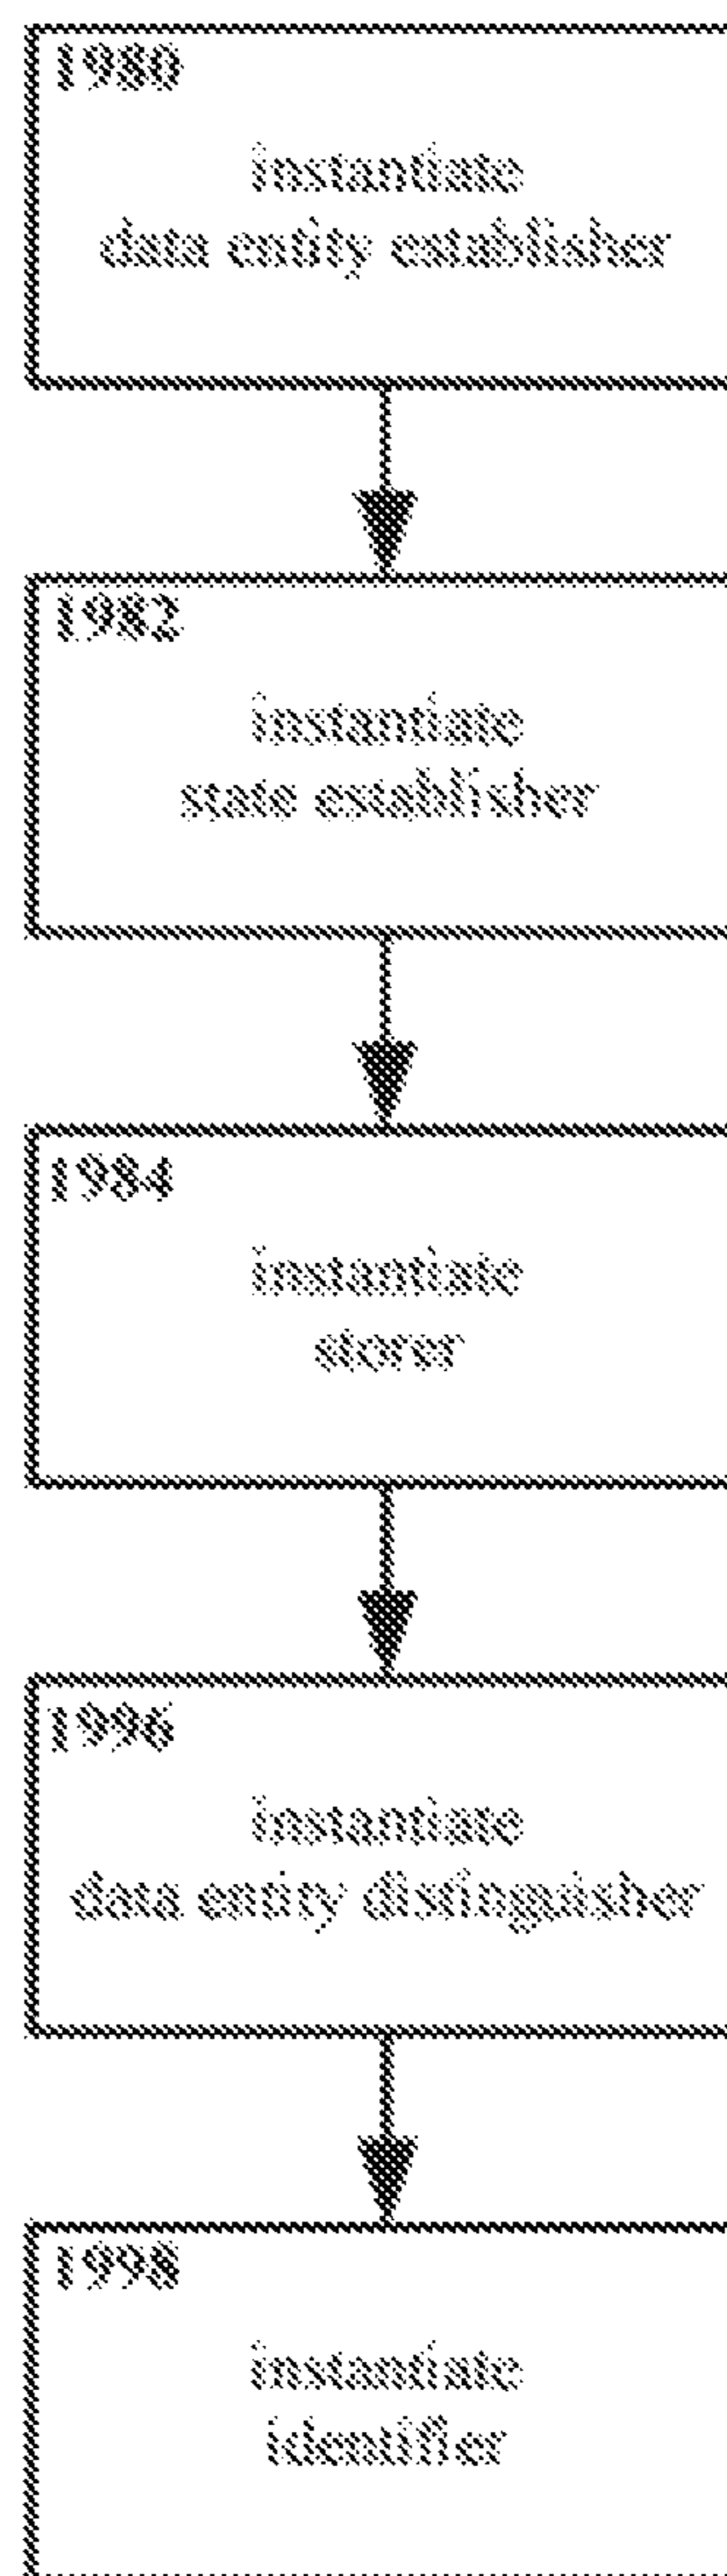 1980
instantiate
data entity establisher
1982
instantiate
state establisher
1984
instantiate
storer
1996
instantiate
data entity distinguisher
1998
instantiate
identifier